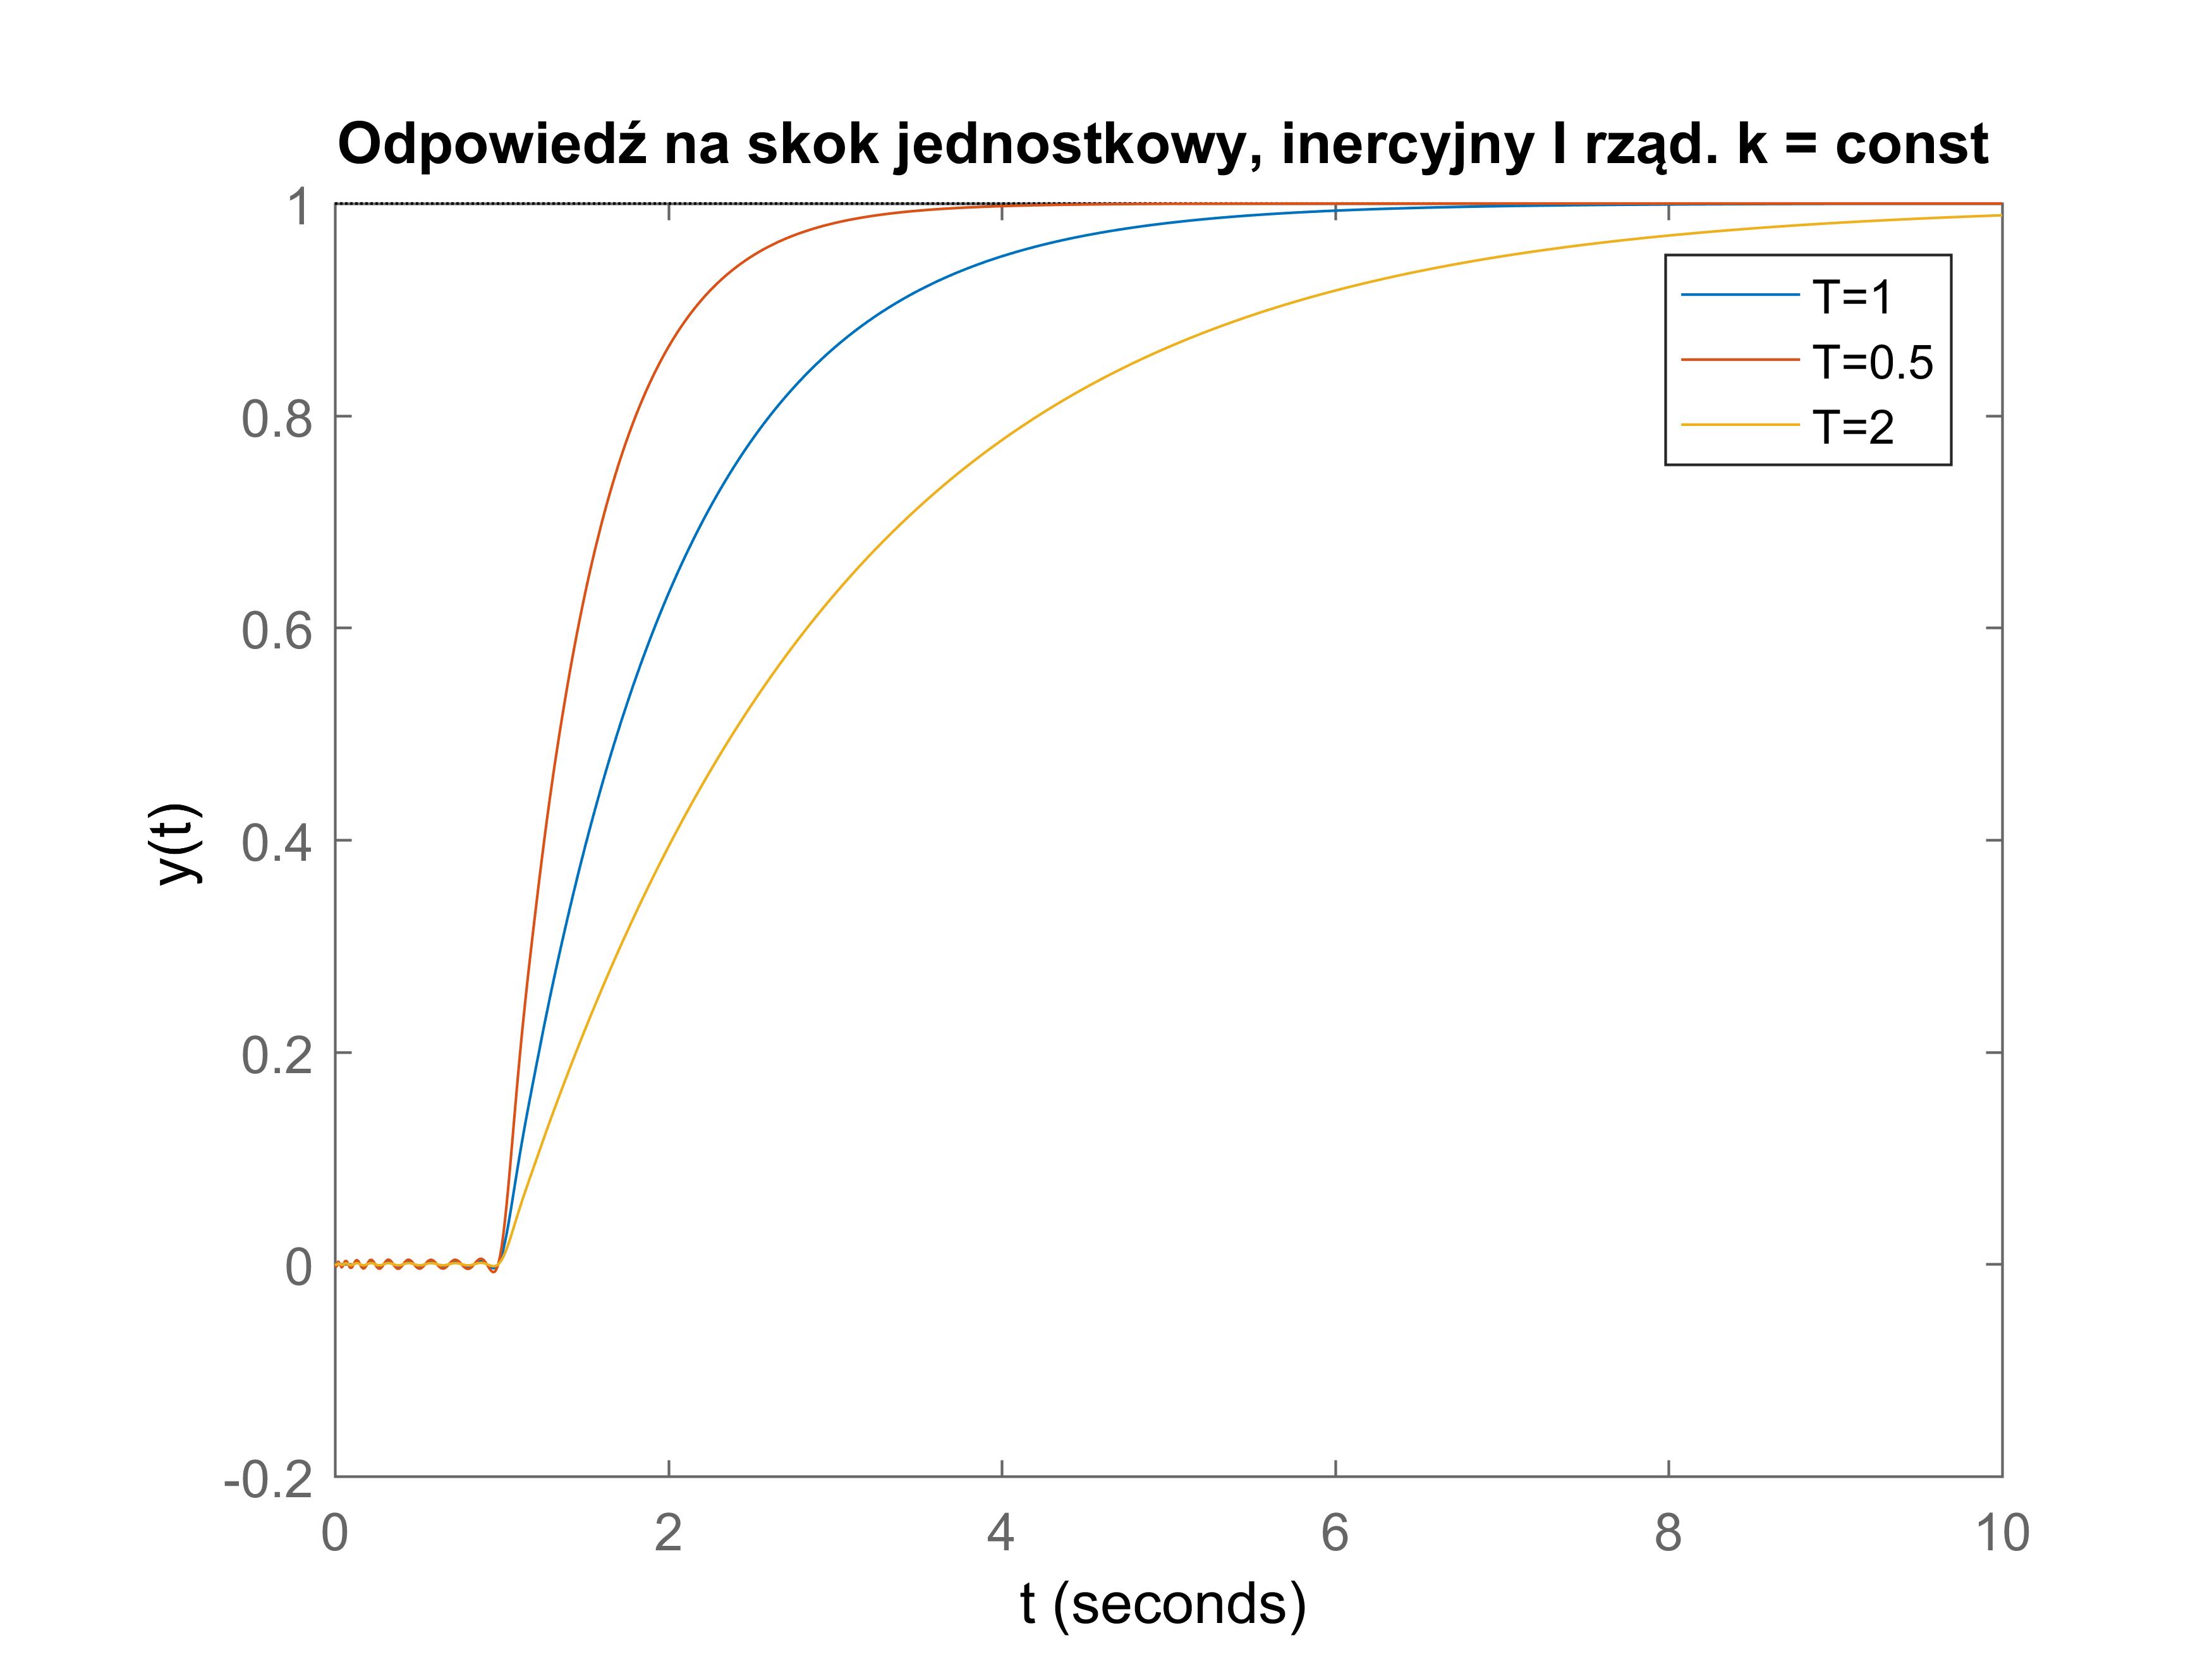 Odpowiedź na skok jednostkowy, inercyjny I rząd. k = const
1
0.8
0.6
0.4
0.2
0
-0.2
y(t)
T=1
T=0.5
T=2
0 2 4 6 8 10
t (seconds)